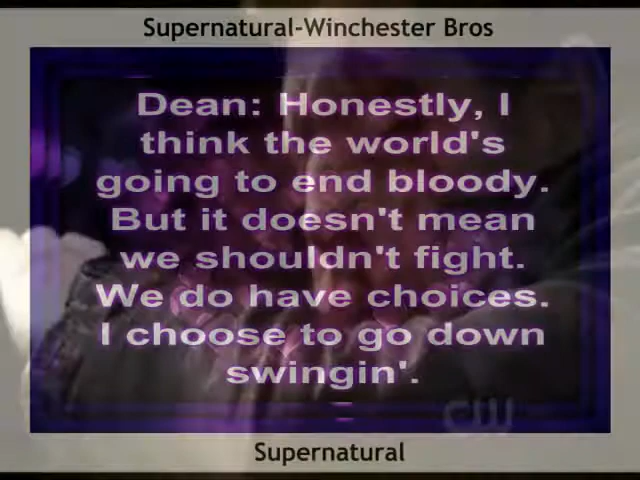 Supernatural-Winchester Bros
Dean: Honestly, I
think the world's
going to end bloody.
But it doesn't mean
we shouldn't fight.
We do have choices.
I choose to go down
swingin'.
CW
Supernatural